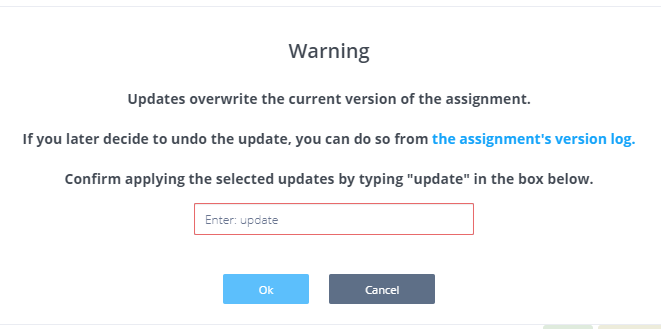 Warning
Updates overwrite the current version of the assignment.
If you later decide to undo the update, you can do so from the assignment's version log.
Confirm applying the selected updates by typing "update" in the box below.
Enter: update
Ok
Cancel